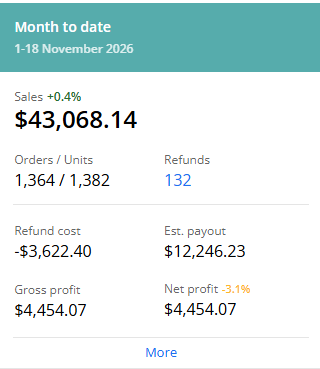 Month to date
1-18 November 2026
Sales +0.4%
$43,068.14
Orders / Units
1,364 / 1,382
Refunds
132
Refund cost
-$3,622.40
Est. payout
$12,246.23
Gross profit
$4,454.07
Net profit -3.1%
$4,454.07
More